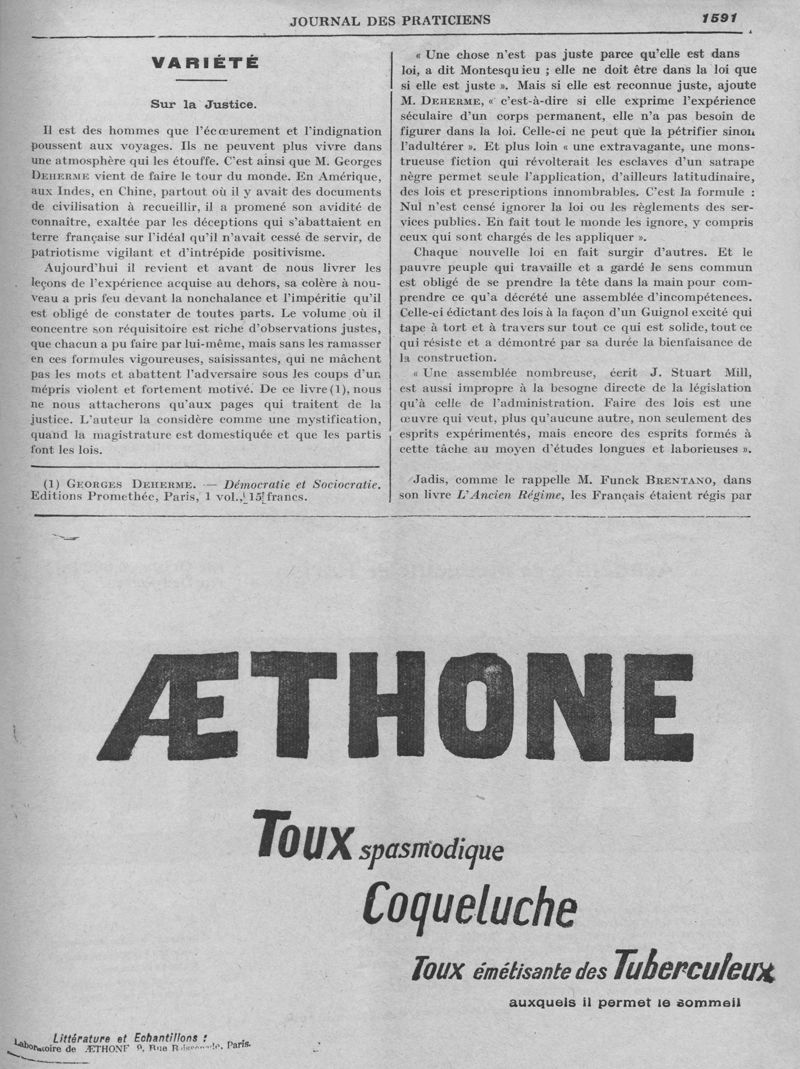 JOURNAL DES PRATICIENS
1591
VARIÉTÉ
Sur la Justice.
Il est des hommes que l'écœurement et l'indignation
poussent aux voyages. Ils ne peuvent plus vivre dans
une atmosphère qui les étouffe. C'est ainsi que M. Georges
DEHERME vient de faire le tour du monde. En Amérique,
aux Indes, en Chine, partout où il y avait des documents
de civilisation à recueillir, il a promené son avidité de
connaître, exaltée par les déceptions qui s'abattaient en
terre française sur l'idéal qu'il n'avait cessé de servir, de
patriotisme vigilant et d'intrépide positivisme.
Aujourd'hui il revient et avant de nous livrer les
leçons de l'expérience acquise au dehors, sa colère à nou-
veau a pris feu devant la nonchalance et l'impéritie qu'il
est obligé de constater de toutes parts. Le volume où il
concentre son réquisitoire est riche d'observations justes,
que chacun a pu faire par lui-même, mais sans les ramasser
en ces formules vigoureuses, saisissantes, qui ne mâchent
pas les mots et abattent l'adversaire sous les coups d'un
mépris violent et fortement motivé. De ce livre (1), nous
ne nous attacherons qu'aux pages qui traitent de la
justice. L'auteur la considère comme une mystification,
quand la magistrature est domestiquée et que les partis
font les lois.
(1) GEORGES DEHERME. — Démocratie et Sociocratie.
Editions Promethée, Paris, 1 vol., 15 francs.
« Une chose n'est pas juste parce qu'elle est dans
loi, a dit Montesquieu ; elle ne doit être dans la loi que
si elle est juste ». Mais si elle est reconnue juste, ajoute
M. DEHERME, « c'est-à-dire si elle exprime l'expérience
séculaire d'un corps permanent, elle n'a pas besoin de
figurer dans la loi. Celle-ci ne peut que la pétrifier sinon
l'adultérer ». Et plus loin « une extravagante, une mons-
trueuse fiction qui révolterait les esclaves d'un satrape
nègre permet seule l'application, d'ailleurs latitudinaire,
des lois et prescriptions innombrables. C'est la formule :
Nul n'est censé ignorer la loi ou les règlements des ser-
vices publics. En fait tout le monde les ignore, y compris
ceux qui sont chargés de les appliquer ».
Chaque nouvelle loi en fait surgir d'autres. Et le
pauvre peuple qui travaille et a gardé le sens commun
est obligé de se prendre la tête dans la main pour com-
prendre ce qu'a décrété une assemblée d'incompétences.
Celle-ci édictant des lois à la façon d'un Guignol excité qui
tape à tort et à travers sur tout ce qui est solide, tout ce
qui résiste et a démontré par sa durée la bienfaisance de
la construction.
« Une assemblée nombreuse, écrit J. Stuart Mill,
est aussi impropre à la besogne directe de la législation
qu'à celle de l'administration. Faire des lois est une
œuvre qui veut, plus qu'aucune autre, non seulement des
esprits expérimentés, mais encore des esprits formés à
cette tâche au moyen d'études longues et laborieuses ».
Jadis, comme le rappelle M. Funck BRENTANO, dans
son livre L'Ancien Régime, les Français étaient régis par
ÆTHONE
Toux spasmodique
Coqueluche
Toux émétisante des Tuberculeux
auxquels il permet le sommeil
Littérature et Echantillons :
Laboratoire de ÆTHONE 9, Rue Paris.